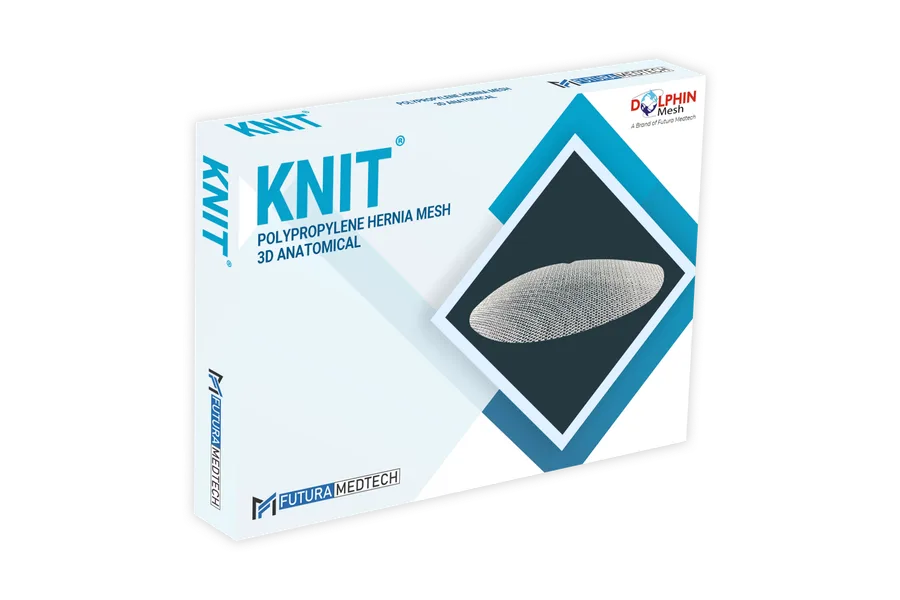 KNIT®
POLYPROPYLENE HERNIA MESH
3D ANATOMICAL
FUTURA MEDTECH
DOLPHIN
Mesh
A Brand of Futura Medtech
KNIT®
KNIT®
POLYPROPYLENE HERNIA MESH
3D ANATOMICAL
FUTURA MEDTECH
FUTURA MEDTECH